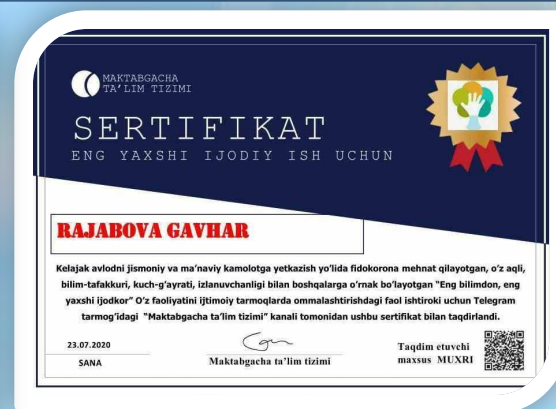 MAKTABGACHA
TA'LIM TIZIMI
SERTIFIKAT
ENG YAXSHI IJODIY ISH UCHUN
RAJABOVA GAVHAR
Kelajak avlodni jismoniy va ma'naviy kamolotga yetkazish yo'lida fidokorona mehnat qilayotgan, o'z aqli,
bilim-tafakkuri, kuch-g'ayrati, izlanuvchanligi bilan boshqalarga o'rnak bo'layotgan "Eng bilimdon, eng
yaxshi ijodkor" O'z faoliyatini ijtimoiy tarmoqlarda ommalashtirishdagi faol ishtiroki uchun Telegram
tarmog'idagi "Maktabgacha ta'lim tizimi" kanali tomonidan ushbu sertifikat bilan taqdirlandi.
23.07.2020
SANA
Maktabgacha ta'lim tizimi
Taqdim etuvchi
maxsus MUXRI